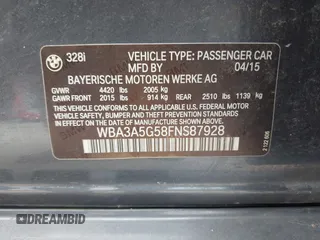 328i VEHICLE TYPE: PASSENGER CAR
MFD BY: 04/15
BAYERISCHE MOTOREN WERKE AG
GVWR 4420 lbs 2005 kg
GAWR FRONT 2015 lbs 914 kg REAR 2510 lbs 1139 kg
THIS VEHICLE CONFORMS TO ALL APPLICABLE FEDERAL
MOTOR VEHICLE SAFETY, BUMPER, AND THEFT PREVENTION
STANDARDS IN EFFECT ON THE DATE OF MANUFACTURE SHOWN ABOVE.
WBA3A5G58FNS87928
DREAMBID